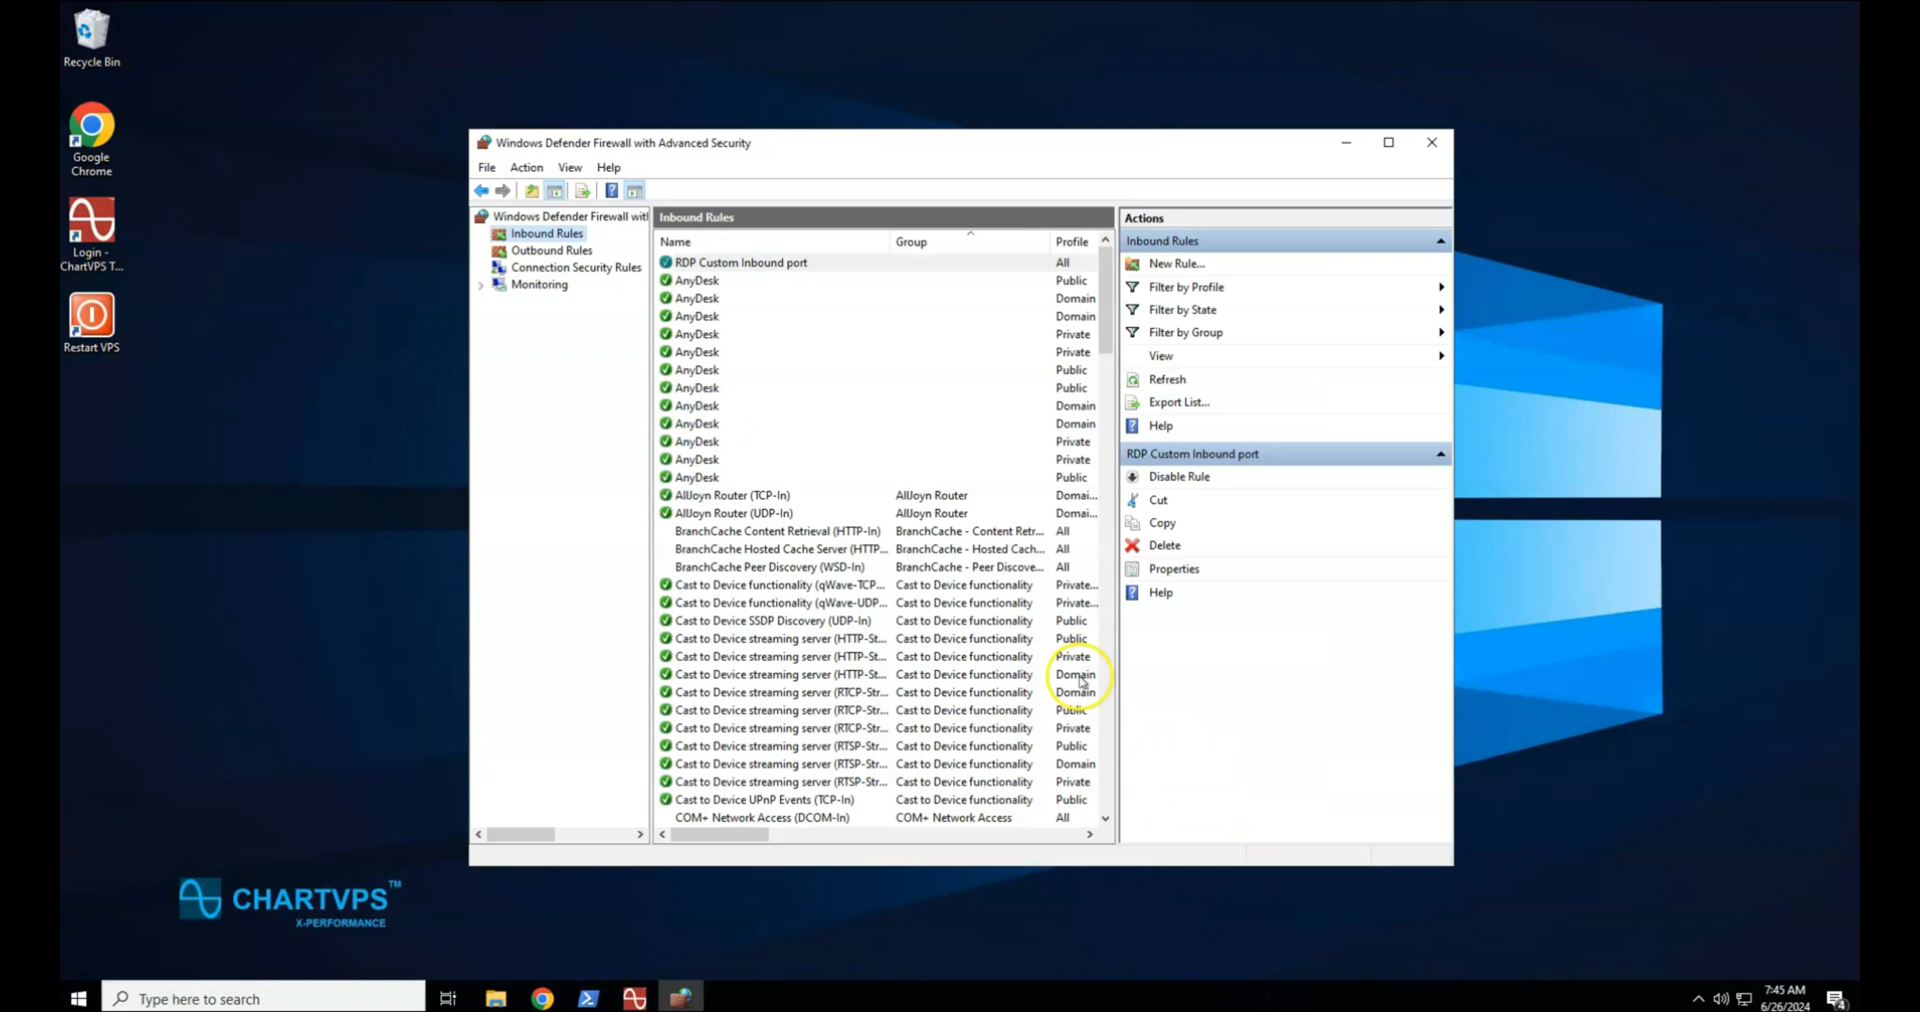 Recycle Bin
Google
Chrome
Login -
ChartVPS T...
Restart VPS
Windows Defender Firewall with Advanced Security
File Action View Help
Windows Defender Firewall wit
Inbound Rules
Outbound Rules
Connection Security Rules
Monitoring
Inbound Rules
Name Group Profile
RDP Custom Inbound port All
AnyDesk Public
AnyDesk Domain
AnyDesk Domain
AnyDesk Private
AnyDesk Private
AnyDesk Public
AnyDesk Public
AnyDesk Domain
AnyDesk Domain
AnyDesk Private
AnyDesk Private
AnyDesk Public
AllJoyn Router (TCP-In) AllJoyn Router Domai...
AllJoyn Router (UDP-In) AllJoyn Router Domai...
BranchCache Content Retrieval (HTTP-In) BranchCache - Content Retr... All
BranchCache Hosted Cache Server (HTTP... BranchCache - Hosted Cach... All
BranchCache Peer Discovery (WSD-In) BranchCache - Peer Discove... All
Cast to Device functionality (qWave-TCP... Cast to Device functionality Private...
Cast to Device functionality (qWave-UDP... Cast to Device functionality Private...
Cast to Device SSDP Discovery (UDP-In) Cast to Device functionality Public
Cast to Device streaming server (HTTP-St... Cast to Device functionality Public
Cast to Device streaming server (HTTP-St... Cast to Device functionality Private
Cast to Device streaming server (HTTP-St... Cast to Device functionality Domain
Cast to Device streaming server (RTCP-Str... Cast to Device functionality Domain
Cast to Device streaming server (RTCP-Str... Cast to Device functionality Public
Cast to Device streaming server (RTCP-Str... Cast to Device functionality Private
Cast to Device streaming server (RTSP-Str... Cast to Device functionality Public
Cast to Device streaming server (RTSP-Str... Cast to Device functionality Domain
Cast to Device streaming server (RTSP-Str... Cast to Device functionality Private
Cast to Device UPnP Events (TCP-In) Cast to Device functionality Public
COM+ Network Access (DCOM-In) COM+ Network Access All
Actions
Inbound Rules
New Rule...
Filter by Profile
Filter by State
Filter by Group
View
Refresh
Export List...
Help
RDP Custom Inbound port
Disable Rule
Cut
Copy
Delete
Properties
Help
CHARTVPS™
X-PERFORMANCE
Type here to search
7:45 AM
6/26/2024
4